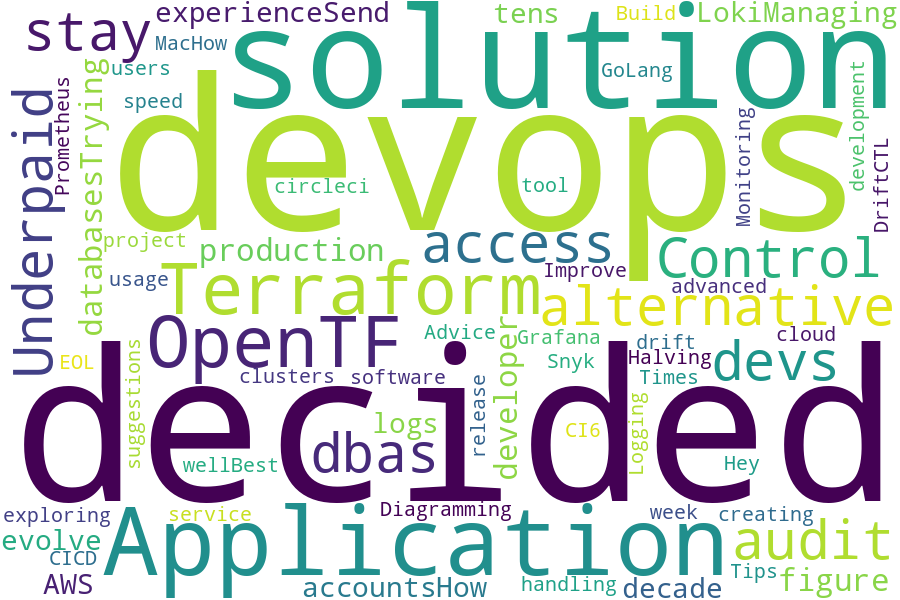 experienceSend
tens
Build
LokiManaging
stay
MacHow
solution
users
GoLang
speed
devops
Underpaid
Prometheus
databasesTrying
circleci
tool
Monitoring
development
DriftCTL
project
production
access
Control
usage
Terraform
Improve
advanced
alternative
OpenTF
Advice
developer
Grafana
drift
cloud
EOL
suggestions
clusters
software
Snyk
Halving
Times
devs
decided
logs
release
dbas
CI6
Logging
wellBest
Hey
exploring
service
Diagramming
week
creating
evolve
Application
audit
CICD
AWS
accountsHow
handling
decade
Tips
figure